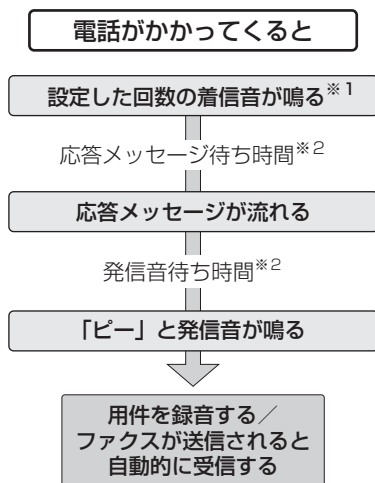 電話がかかってくると
設定した回数の着信音が鳴る※1
応答メッセージ待ち時間※2
応答メッセージが流れる
発信音待ち時間※2
「ピー」と発信音が鳴る
用件を録音する／
ファクスが送信されると
自動的に受信する